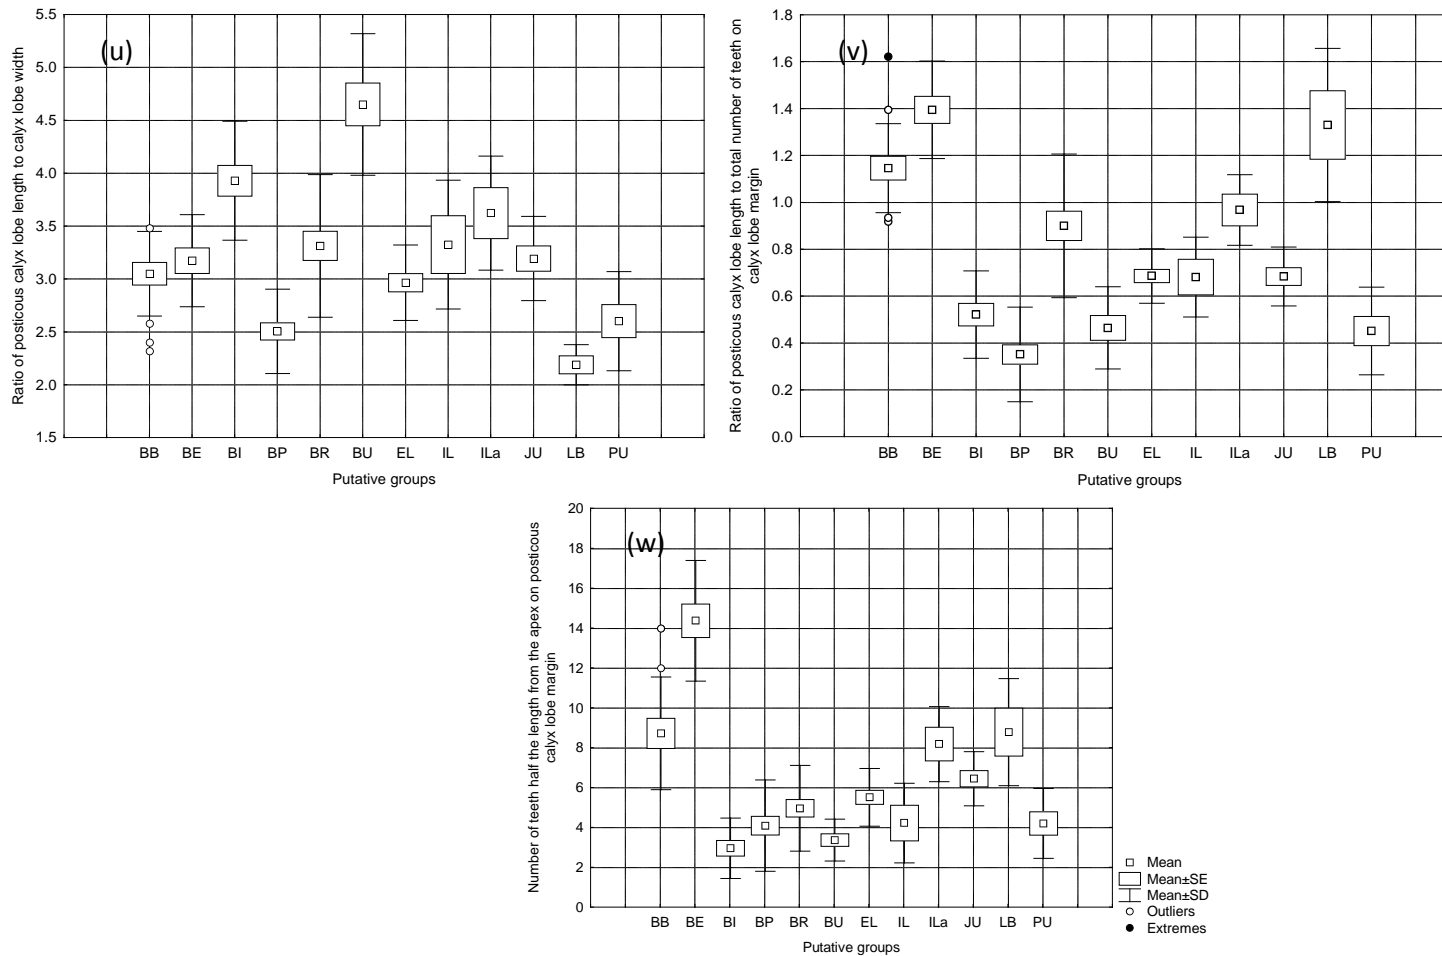 (u)
Ratio of posticous calyx lobe length to calyx lobe width
5.5
5.0
4.5
4.0
3.5
3.0
2.5
2.0
1.5
BB BE BI BP BR BU EL IL ILa JU LB PU
Putative groups
(v)
Ratio of posticous calyx lobe length to total number of teeth on
calyx lobe margin
1.8
1.6
1.4
1.2
1.0
0.8
0.6
0.4
0.2
0.0
BB BE BI BP BR BU EL IL ILa JU LB PU
Putative groups
(w)
Number of teeth half the length from the apex on posticous
calyx lobe margin
20
18
16
14
12
10
8
6
4
2
0
BB BE BI BP BR BU EL IL ILa JU LB PU
Putative groups
Mean
Mean±SE
Mean±SD
Outliers
Extremes